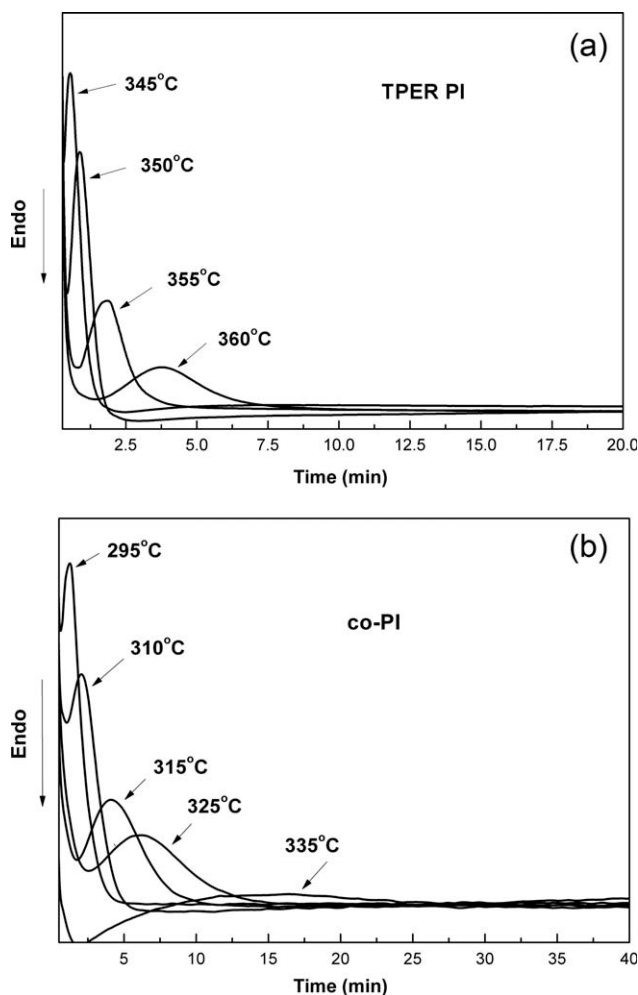 (a)
TPER PI
345°C
350°C
355°C
360°C
Endo
2.5 5.0 7.5 10.0 12.5 15.0 17.5 20.0
Time (min)
(b)
co-PI
295°C
310°C
315°C
325°C
335°C
Endo
5 10 15 20 25 30 35 40
Time (min)